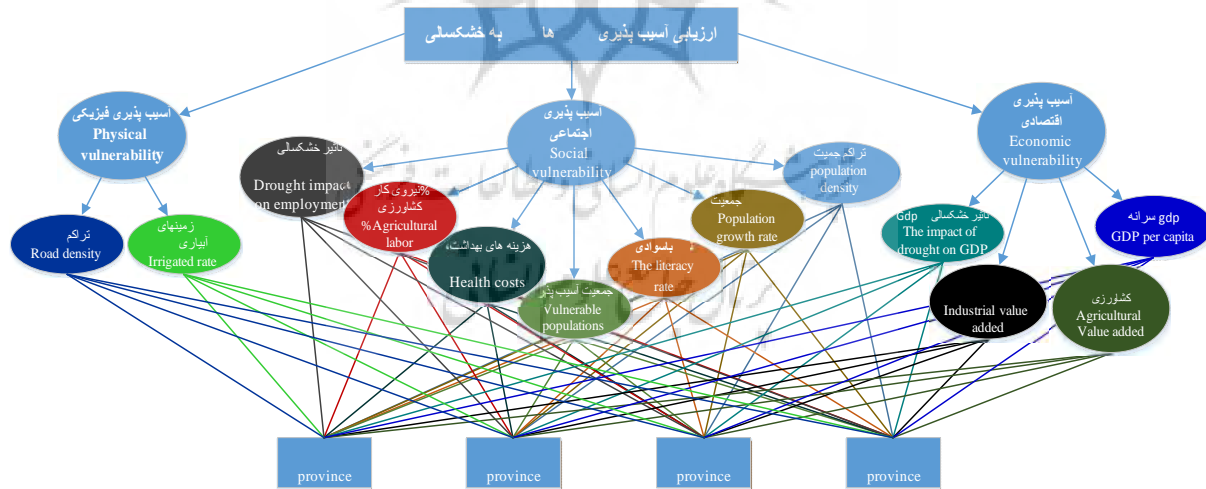 ارزیابی آسیب پذیری ها به خشکسالی
آسیب پذیری فیزیکی
Physical
vulnerability
آسیب پذیری
اجتماعی
Social
vulnerability
آسیب پذیری
اقتصادی
Economic
vulnerability
تراکم
Road density
زمینهای
آبیاری
Irrigated rate
تاثیر خشکسالی
Drought impact
on employment
%نیروی کار
کشاورزی
%Agricultural
labor
هزینه های بهداشت
Health costs
جمعیت آسیب پذیر
Vulnerable
populations
باسوادی
The literacy
rate
جمعیت
Population
growth rate
تراکم جمعیت
population
density
تاثیر خشکسالی Gdp
The impact of
drought on GDP
Industrial value
added
کشاورزی
Agricultural
Value added
gdp سرانه
GDP per capita
province
province
province
province